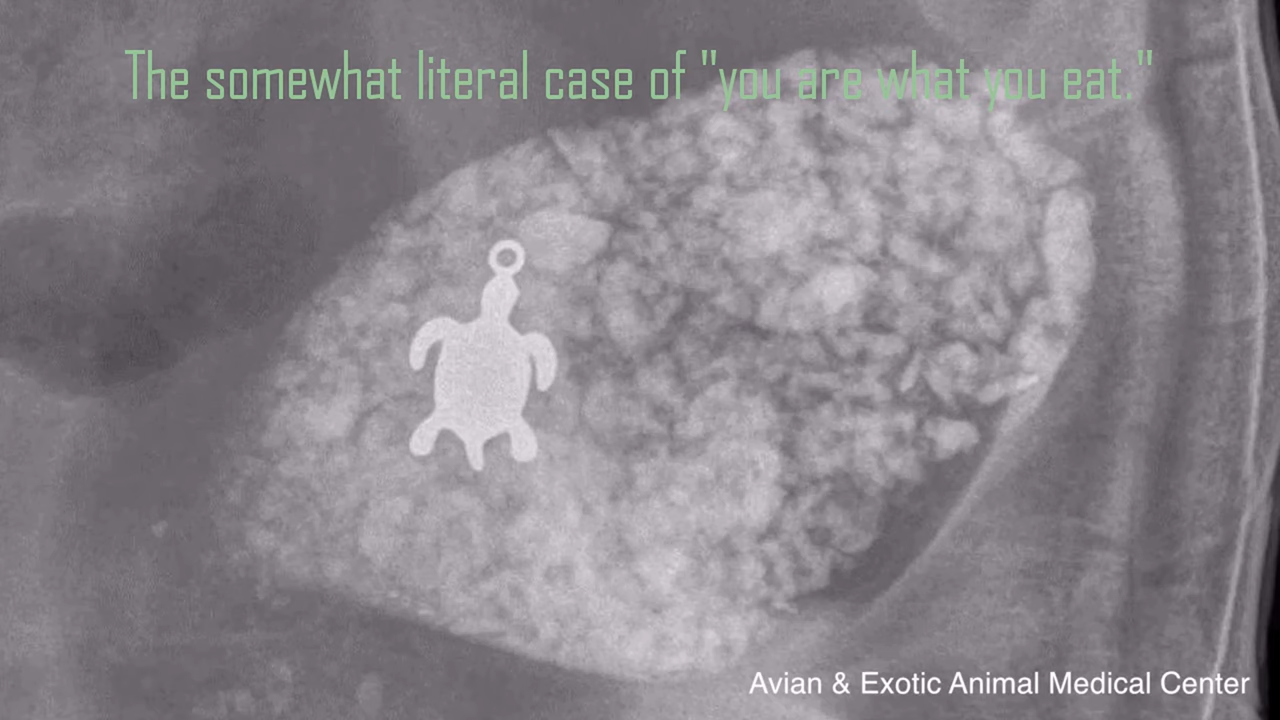 The somewhat literal case of "you are what you eat."
Avian & Exotic Animal Medical Center